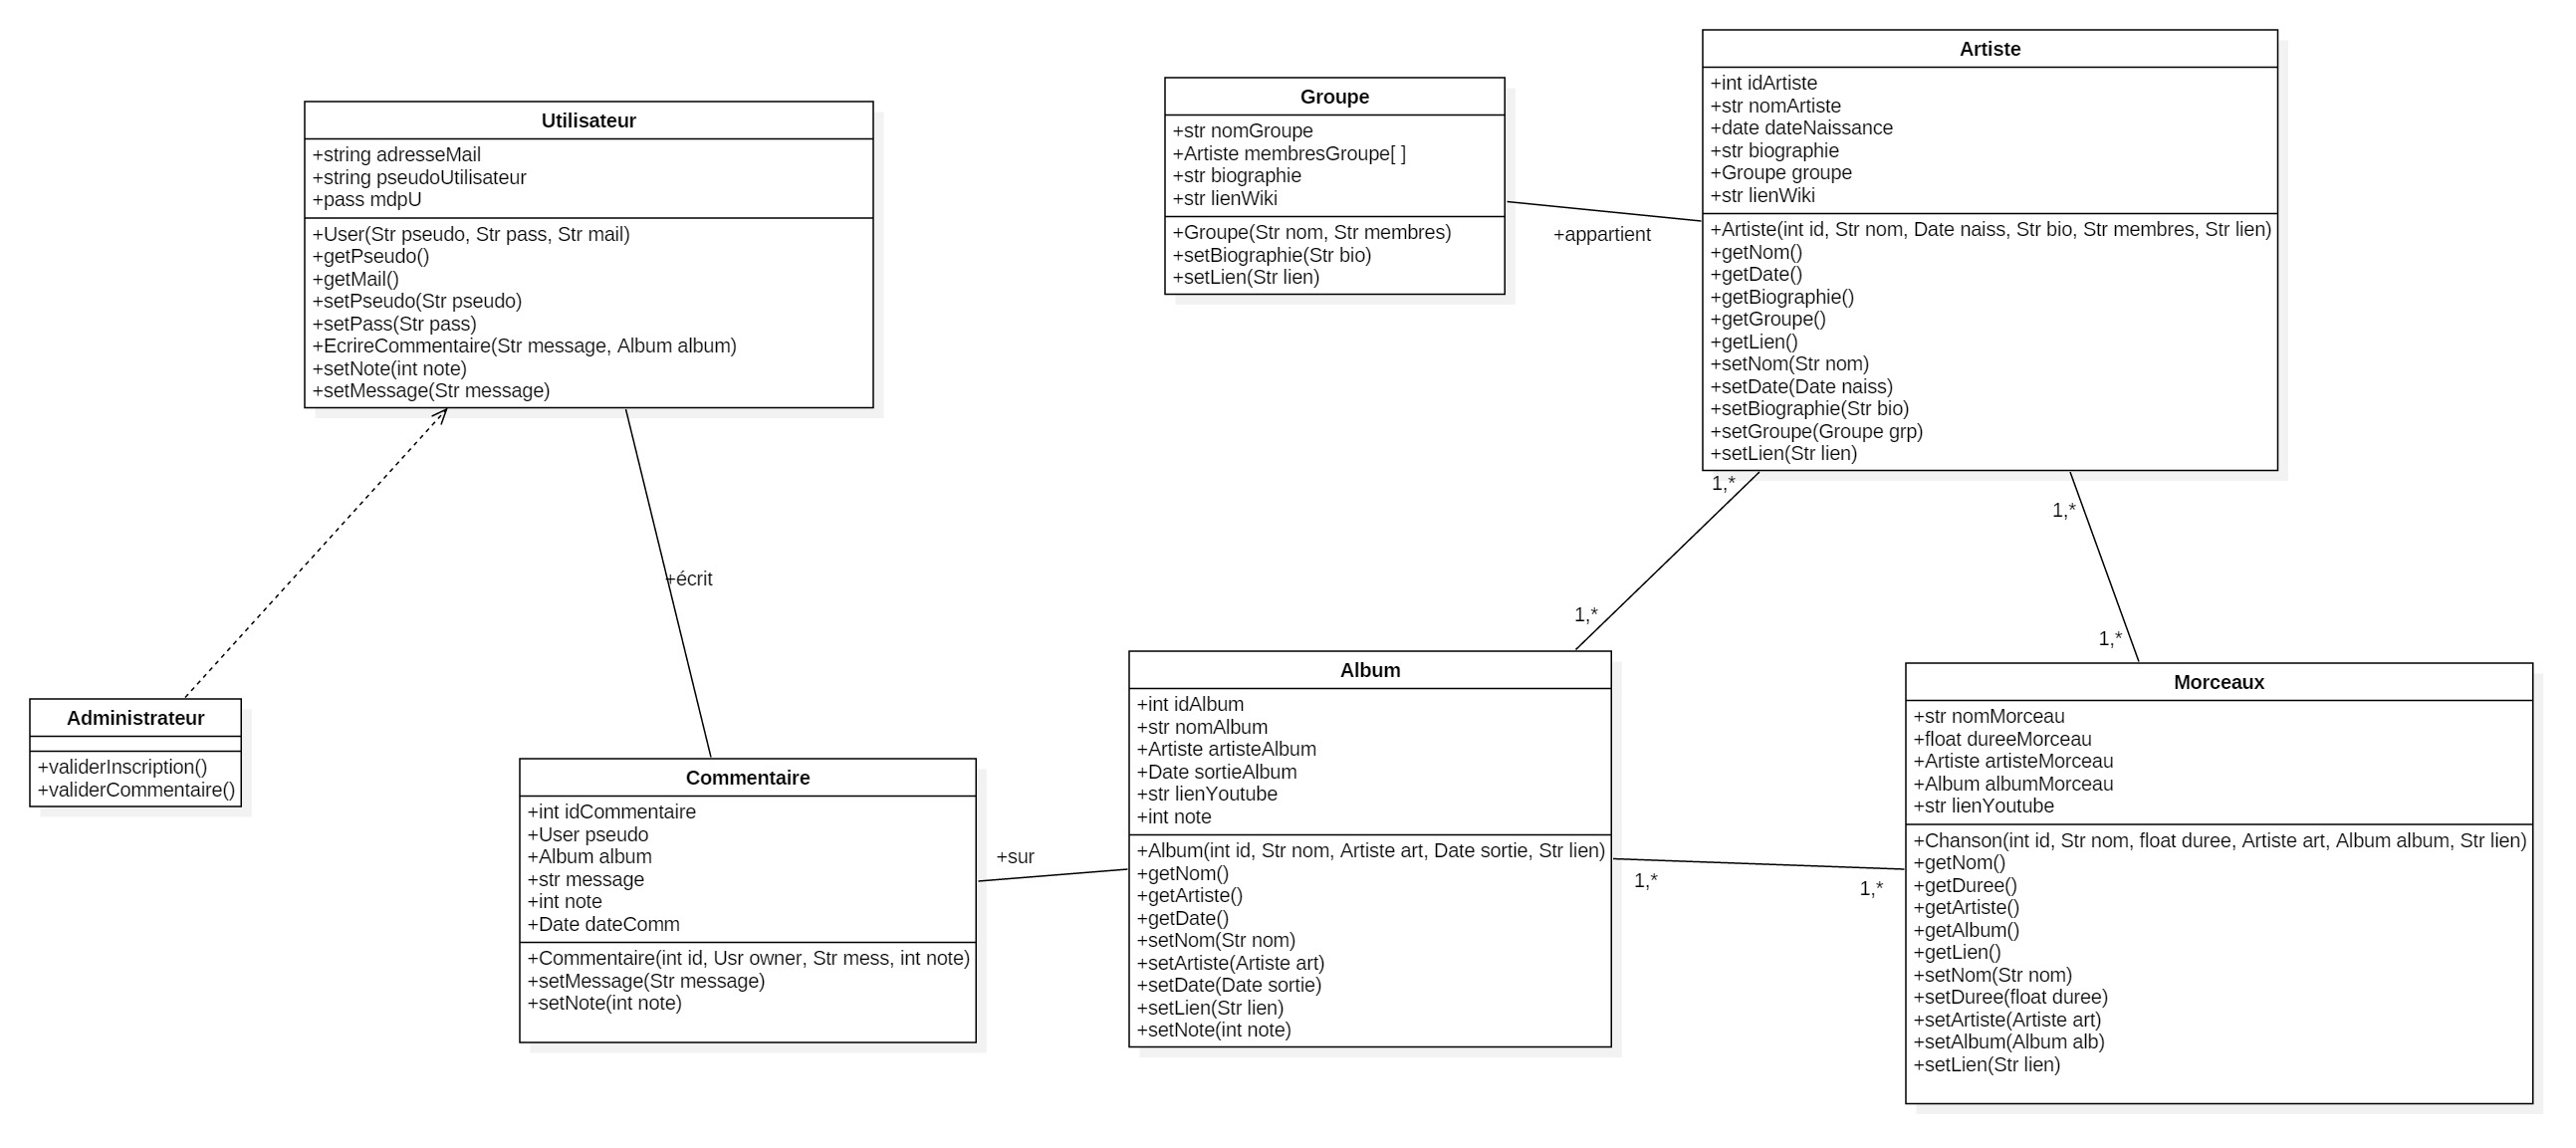 Utilisateur
+string adresseMail
+string pseudoUtilisateur
+pass mdpU
+User(Str pseudo, Str pass, Str mail)
+getPseudo()
+getMail()
+setPseudo(Str pseudo)
+setPass(Str pass)
+EcrireCommentaire(Str message, Album album)
+setNote(int note)
+setMessage(Str message)
Groupe
+str nomGroupe
+Artiste membresGroupe[ ]
+str biographie
+str lienWiki
+Groupe(Str nom, Str membres)
+setBiographie(Str bio)
+setLien(Str lien)
+appartient
Artiste
+int idArtiste
+str nomArtiste
+date dateNaissance
+str biographie
+Groupe groupe
+str lienWiki
+Artiste(int id, Str nom, Date naiss, Str bio, Str membres, Str lien)
+getNom()
+getDate()
+getBiographie()
+getGroupe()
+getLien()
+setNom(Str nom)
+setDate(Date naiss)
+setBiographie(Str bio)
+setGroupe(Groupe grp)
+setLien(Str lien)
1,*
1,*
+écrit
1,*
1,*
Administrateur
+validerInscription()
+validerCommentaire()
Commentaire
+int idCommentaire
+User pseudo
+Album album
+str message
+int note
+Date dateComm
+Commentaire(int id, Usr owner, Str mess, int note)
+setMessage(Str message)
+setNote(int note)
+sur
Album
+int idAlbum
+str nomAlbum
+Artiste artisteAlbum
+Date sortieAlbum
+str lienYoutube
+int note
+Album(int id, Str nom, Artiste art, Date sortie, Str lien)
+getNom()
+getArtiste()
+getDate()
+setNom(Str nom)
+setArtiste(Artiste art)
+setDate(Date sortie)
+setLien(Str lien)
+setNote(int note)
1,*
1,*
Morceaux
+str nomMorceau
+float dureeMorceau
+Artiste artisteMorceau
+Album albumMorceau
+str lienYoutube
+Chanson(int id, Str nom, float duree, Artiste art, Album album, Str lien)
+getNom()
+getDuree()
+getArtiste()
+getAlbum()
+getLien()
+setNom(Str nom)
+setDuree(float duree)
+setArtiste(Artiste art)
+setAlbum(Album alb)
+setLien(Str lien)